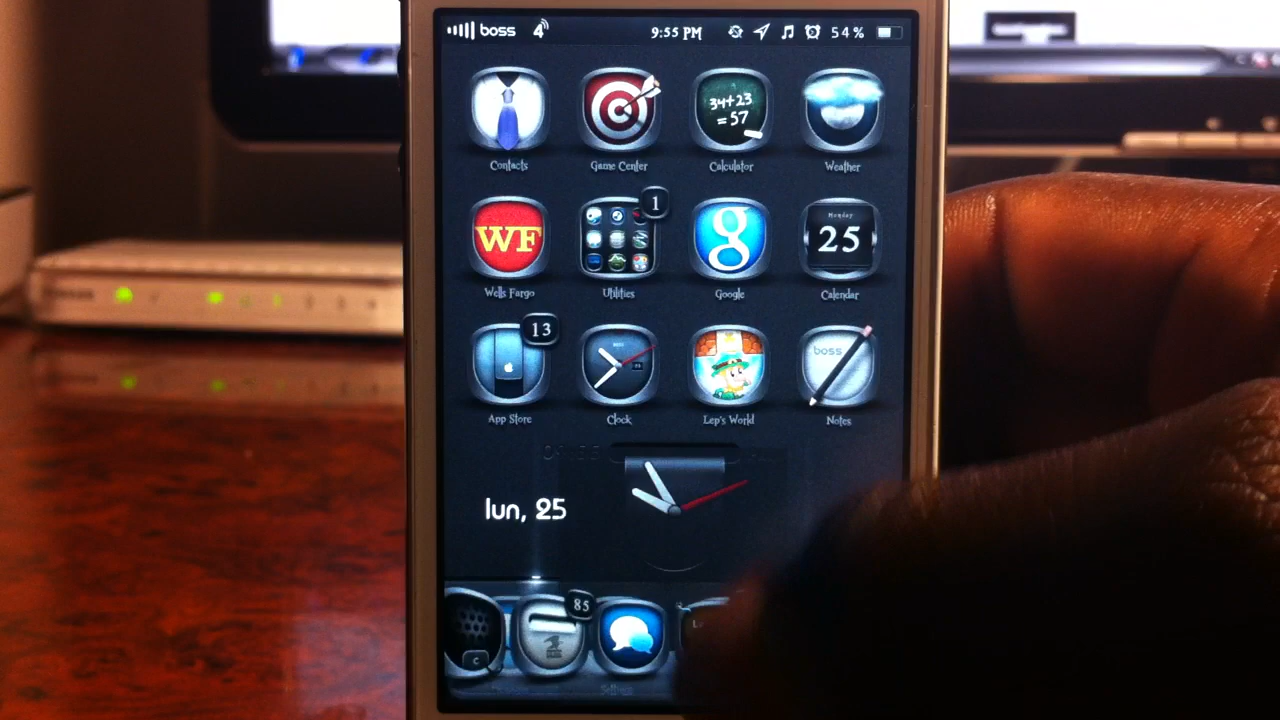 boss 4 9:55 PM 54%
34+23
= 57
Contacts Game Center Calculator Weather
WF 1 g Monday
25
Wells Fargo Utilities Google Calendar
13 boss
App Store Clock Lep's World Notes
lun, 25
85
C
Settings